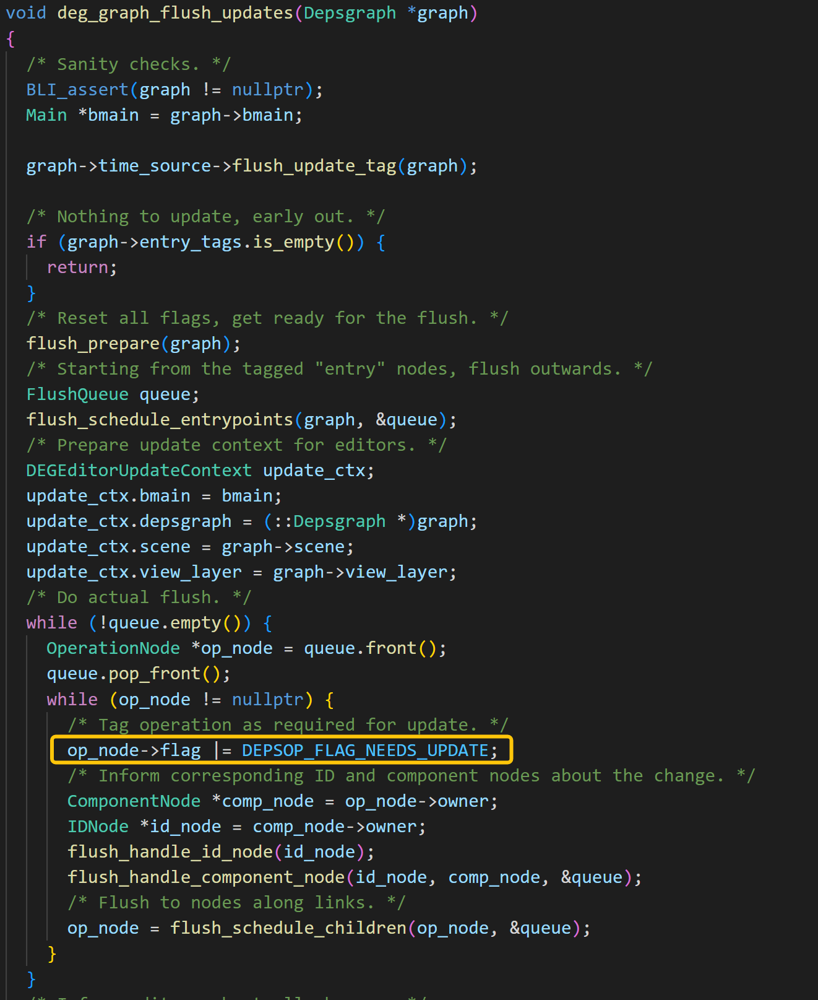 void deg_graph_flush_updates(Depsgraph *graph)
{
  /* Sanity checks. */
  BLI_assert(graph != nullptr);
  Main *bmain = graph->bmain;

  graph->time_source->flush_update_tag(graph);

  /* Nothing to update, early out. */
  if (graph->entry_tags.is_empty()) {
    return;
  }
  /* Reset all flags, get ready for the flush. */
  flush_prepare(graph);
  /* Starting from the tagged "entry" nodes, flush outwards. */
  FlushQueue queue;
  flush_schedule_entrypoints(graph, &queue);
  /* Prepare update context for editors. */
  DEGEditorUpdateContext update_ctx;
  update_ctx.bmain = bmain;
  update_ctx.depsgraph = (::Depsgraph *)graph;
  update_ctx.scene = graph->scene;
  update_ctx.view_layer = graph->view_layer;
  /* Do actual flush. */
  while (!queue.empty()) {
    OperationNode *op_node = queue.front();
    queue.pop_front();
    while (op_node != nullptr) {
      /* Tag operation as required for update. */
      op_node->flag |= DEPSOP_FLAG_NEEDS_UPDATE;
      /* Inform corresponding ID and component nodes about the change. */
      ComponentNode *comp_node = op_node->owner;
      IDNode *id_node = comp_node->owner;
      flush_handle_id_node(id_node);
      flush_handle_component_node(id_node, comp_node, &queue);
      /* Flush to nodes along links. */
      op_node = flush_schedule_children(op_node, &queue);
    }
  }